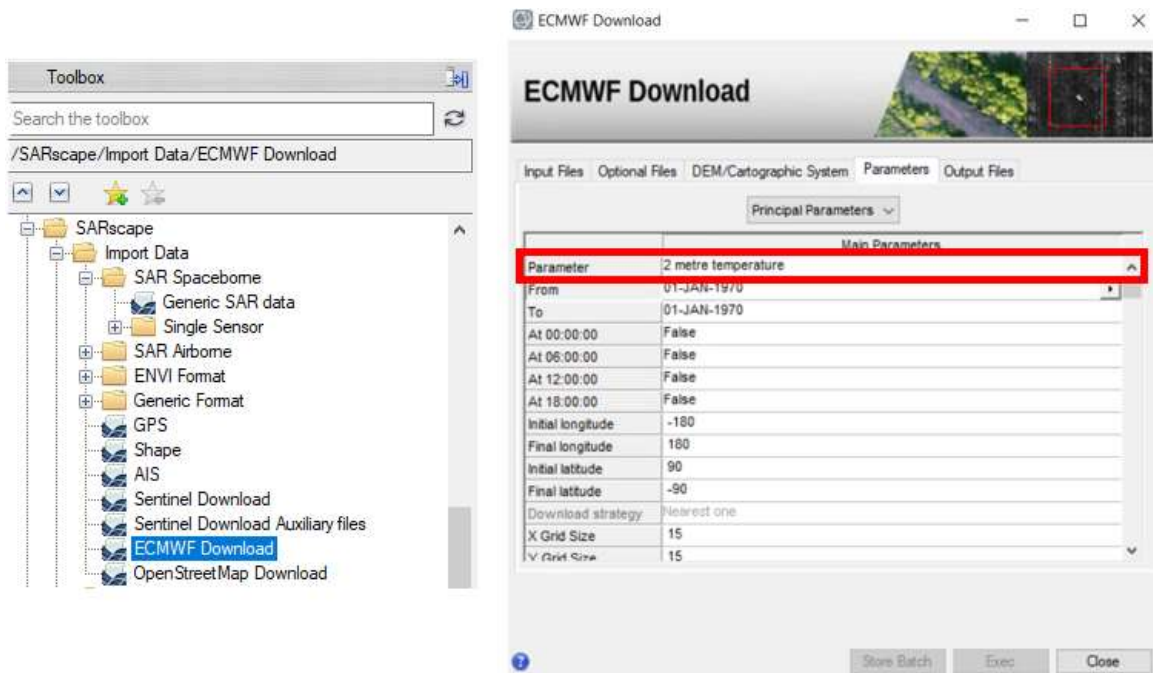 Toolbox
Search the toolbox
/SARscape/Import Data/ECMWF Download
SARscape
Import Data
SAR Spaceborne
Generic SAR data
Single Sensor
SAR Airborne
ENVI Format
Generic Format
GPS
Shape
AIS
Sentinel Download
Sentinel Download Auxiliary files
ECMWF Download
OpenStreetMap Download
ECMWF Download
ECMWF Download
Input Files Optional Files DEM/Cartographic System Parameters Output Files
Principal Parameters
Main Parameters
Parameter 2 metre temperature
From 01-JAN-1970
To 01-JAN-1970
At 00:00:00 False
At 06:00:00 False
At 12:00:00 False
At 18:00:00 False
Initial longitude -180
Final longitude 180
Initial latitude 90
Final latitude -90
Download strategy Nearest one
X Grid Size 15
Y Grid Size 15
Store Batch Exec Close